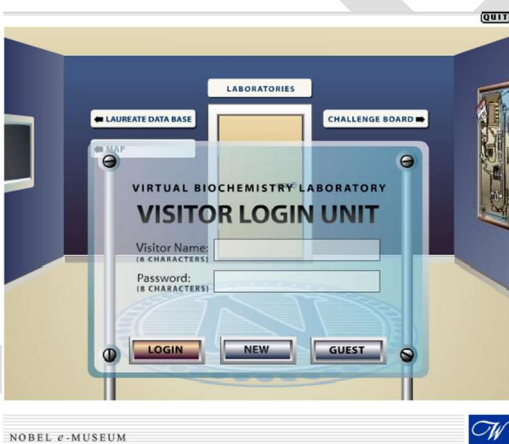 QUIT
LABORATORIES
LAUREATE DATA BASE
CHALLENGE BOARD
MAP
VIRTUAL BIOCHEMISTRY LABORATORY
VISITOR LOGIN UNIT
Visitor Name:
(6 CHARACTERS)
Password:
(8 CHARACTERS)
LOGIN NEW GUEST
NOBEL e-MUSEUM
W